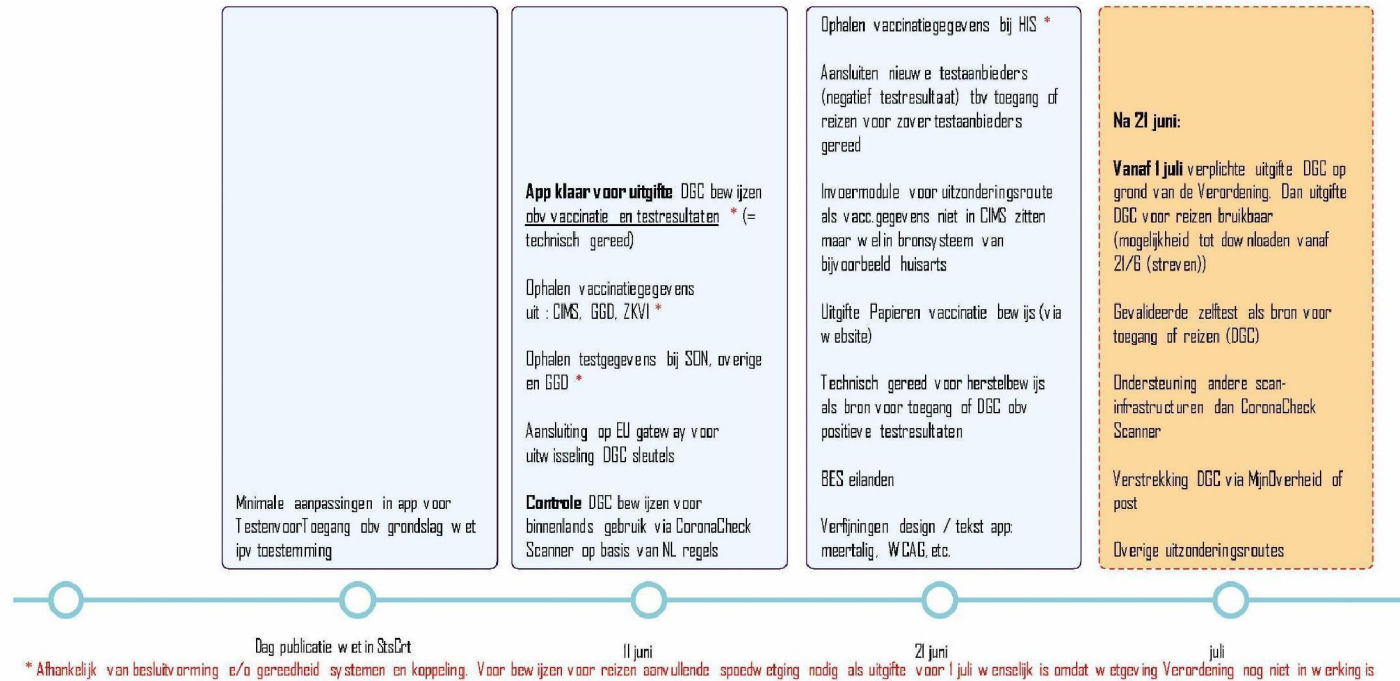 Minimale aanpassingen in app voor
TestenvoorToegang obv grondslag wet
ipv toestemming
App klaar voor uitgifte DGC bewijzen
obv vaccinatie en testresultaten * (=
technisch gereed)
Ophalen vaccinatiegegevens
uit : CIMS, GGD, ZKVI *
Ophalen testgegevens bij SON, overige
en GGD *
Aansluiting op EU gateway voor
uitwisseling DGC sleutels
Controle DGC bewijzen voor
binnenlands gebruik via CoronaCheck
Scanner op basis van NL regels
Ophalen vaccinatiegegevens bij HIS *
Aansluiten nieuwe testaanbieders
(negatief testresultaat) tbv toegang of
reizen voor zover testaanbieders
gereed
Invoermodule voor uitzonderingsroute
als vacc.gegevens niet in CIMS zitten
maar wel in bronsysteem van
bijvoorbeeld huisarts
Uitgifte Papieren vaccinatie bewijs (via
website)
Technisch gereed voor herstelbewijs
als bron voor toegang of DGC obv
positieve testresultaten
BES eilanden
Verfijningen design / tekst app:
meertalig, WCAG, etc.
Na 21 juni:
Vanaf 1 juli verplichte uitgifte DGC op
grond van de Verordening. Dan uitgifte
DGC voor reizen bruikbaar
(mogelijkheid tot downloaden vanaf
21/6 (streven))
Gevalideerde zelftest als bron voor
toegang of reizen (DGC)
Ondersteuning andere scan-
infrastructuren dan CoronaCheck
Scanner
Verstrekking DGC via MijnOverheid of
post
Overige uitzonderingsroutes
Dag publicatie wet in StsCrt
11 juni
21 juni
juli
* Afhankelijk van besluitvorming e/o gereedheid systemen en koppeling. Voor bewijzen voor reizen aanvullende spoedwetging nodig als uitgifte voor 1 juli wenselijk is omdat wetgeving Verordening nog niet in werking is